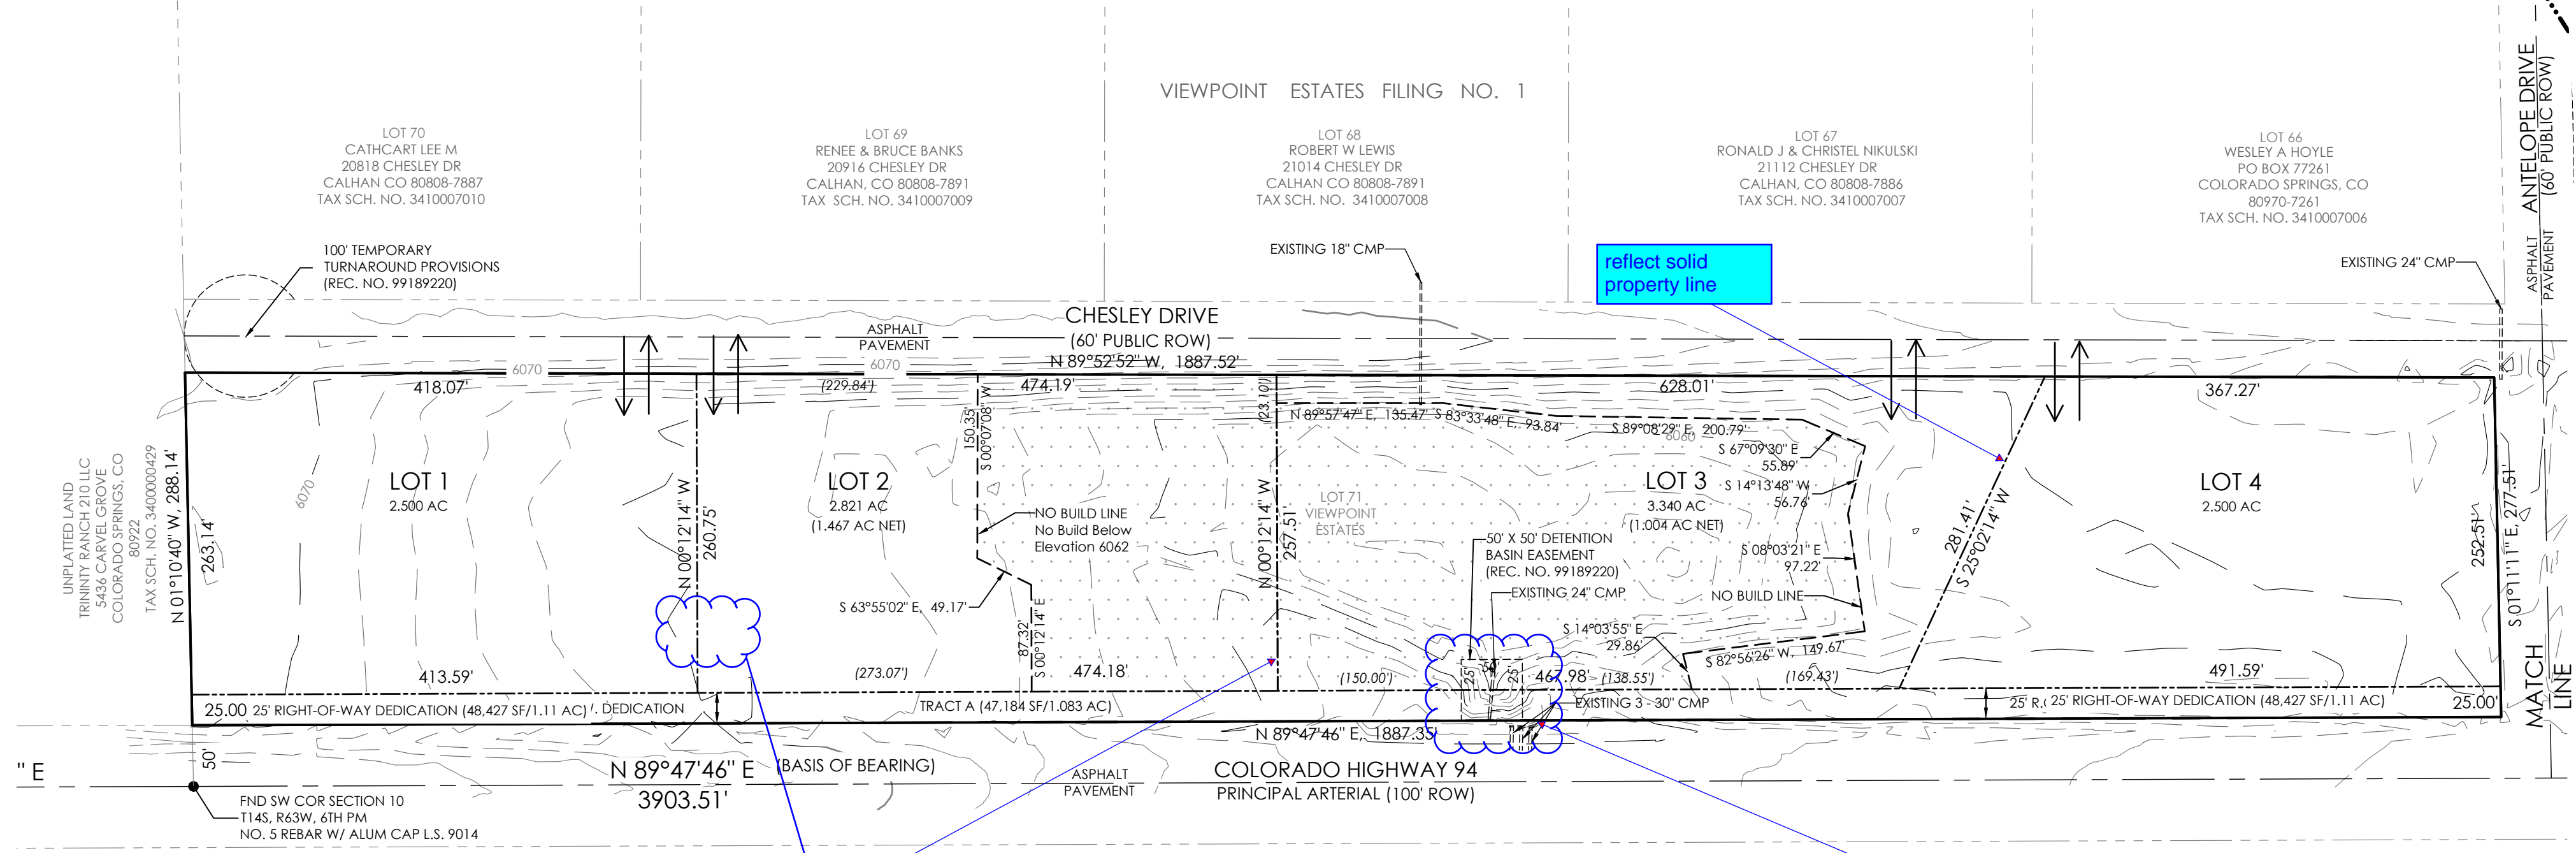 VIEWPOINT ESTATES FILING NO. 1
LOT 70
CATHCART LEE M
20818 CHESLEY DR
CALHAN CO 80808-7887
TAX SCH. NO. 3410007010
LOT 69
RENEE & BRUCE BANKS
20916 CHESLEY DR
CALHAN, CO 80808-7891
TAX SCH. NO. 3410007009
LOT 68
ROBERT W LEWIS
21014 CHESLEY DR
CALHAN CO 80808-7891
TAX SCH. NO. 3410007008
LOT 67
RONALD J & CHRISTEL NIKULSKI
21112 CHESLEY DR
CALHAN, CO 80808-7886
TAX SCH. NO. 3410007007
LOT 66
WESLEY A HOYLE
PO BOX 77261
COLORADO SPRINGS, CO
80970-7261
TAX SCH. NO. 3410007006
ANTELOPE DRIVE
(60' PUBLIC ROW)
ASPHALT
PAVEMENT
100' TEMPORARY
TURNAROUND PROVISIONS
(REC. NO. 99189220)
EXISTING 18" CMP
reflect solid
property line
EXISTING 24" CMP
CHESLEY DRIVE
(60' PUBLIC ROW)
ASPHALT
PAVEMENT
N 89°52'52" W, 1887.52'
6070
6070
418.07'
(229.84')
474.19'
628.01'
367.27'
UNPLATTED LAND
TRINNITY RANCH 210 LLC
5436 CARVEL GROVE
COLORADO SPRINGS, CO
80922
TAX SCH. NO. 3400000429
N 01°10'40" W, 288.14'
263.14'
6070
LOT 1
2.500 AC
N 00°12'14" W
260.75'
LOT 2
2.821 AC
(1.467 AC NET)
150.35'
S 00°07'08" W
NO BUILD LINE
No Build Below
Elevation 6062
S 63°55'02" E, 49.17'
87.32'
S 00°12'14" E
(23.10')
N 00°12'14" W
257.51'
N 89°57'47" E, 135.47'
S 83°33'48" E, 93.84'
S 89°08'29" E, 200.79'
6060
S 67°09'30" E
55.89'
S 14°13'48" W
56.76'
LOT 71
VIEWPOINT
ESTATES
LOT 3
3.340 AC
(1.004 AC NET)
50' X 50' DETENTION
BASIN EASEMENT
(REC. NO. 99189220)
EXISTING 24" CMP
S 08°03'21" E
97.22'
NO BUILD LINE
S 14°03'55" E
29.86'
S 82°56'26" W, 149.67'
281.41'
S 25°02'14" W
LOT 4
2.500 AC
252.51'
S 01°11'11" E, 277.51'
MATCH
LINE
413.59'
(273.07')
474.18'
(150.00')
25'
50'
25'
(138.55')
(169.43')
491.59'
25.00
25' RIGHT-OF-WAY DEDICATION (48,427 SF/1.11 AC)
DEDICATION
TRACT A (47,184 SF/1.083 AC)
EXISTING 3 - 30" CMP
25' R.
25' RIGHT-OF-WAY DEDICATION (48,427 SF/1.11 AC)
25.00'
N 89°47'46" E, 1887.35'
50'
" E
N 89°47'46" E (BASIS OF BEARING)
3903.51'
ASPHALT
PAVEMENT
COLORADO HIGHWAY 94
PRINCIPAL ARTERIAL (100' ROW)
FND SW COR SECTION 10
T14S, R63W, 6TH PM
NO. 5 REBAR W/ ALUM CAP L.S. 9014